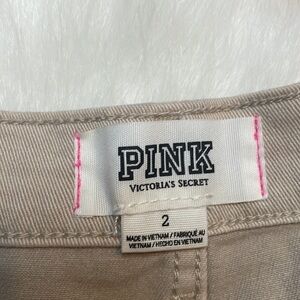 PINK
VICTORIA'S SECRET
2
MADE IN VIETNAM / FABRIQUÉ AU
VIETNAM / HECHO EN VIETNAM